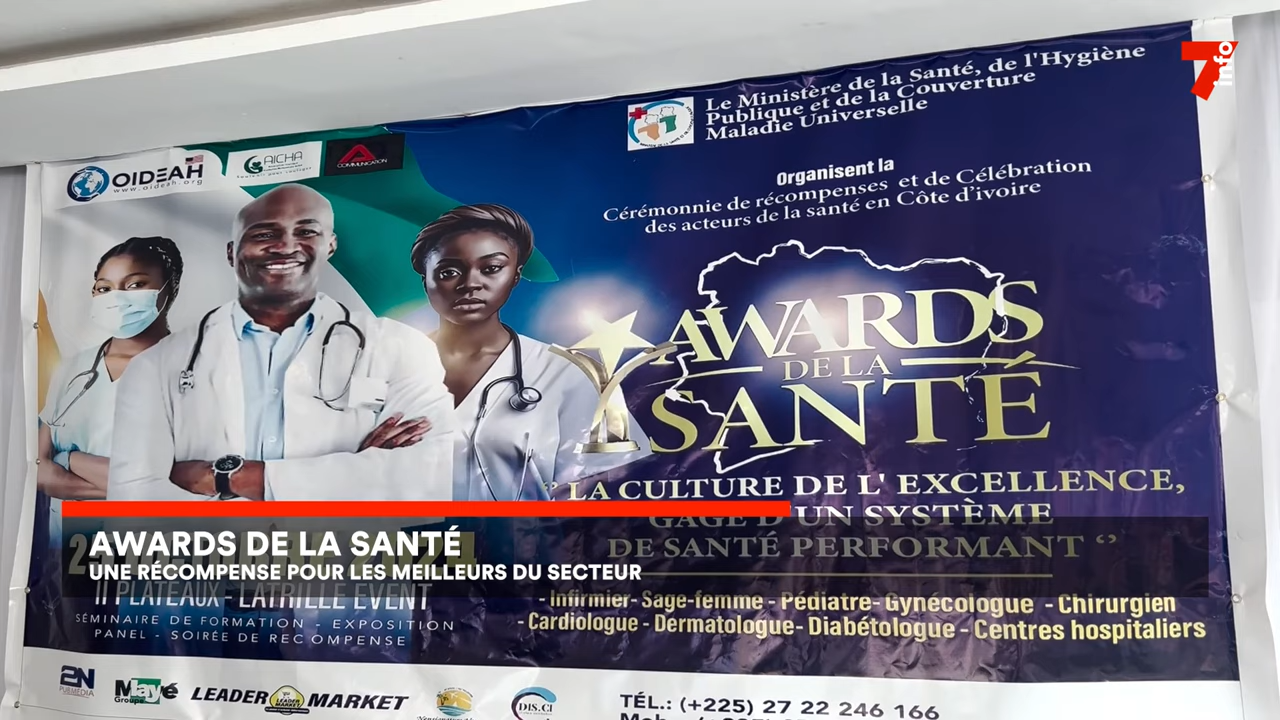 7info
Le Ministère de la Santé, de l'Hygiène
Publique et de la Couverture
Maladie Universelle
OIDEAH
www.oideah.org
AICHA
COMMUNICATION
Organisent la
Cérémonnie de récompenses et de Célébration
des acteurs de la santé en Côte d'ivoire
AWARDS
DE LA
SANTÉ
" LA CULTURE DE L' EXCELLENCE,
GAGE D'UN SYSTÈME
DE SANTÉ PERFORMANT "
AWARDS DE LA SANTÉ
UNE RÉCOMPENSE POUR LES MEILLEURS DU SECTEUR
II PLATEAUX - LATRILLE EVENT
SÉMINAIRE DE FORMATION - EXPOSITION
PANEL - SOIRÉE DE RECOMPENSE
- Infirmier- Sage-femme - Pédiatre- Gynécologue - Chirurgien
- Cardiologue - Dermatologue- Diabétologue - Centres hospitaliers
2N
PUBMÉDIA
Mayé
Groupe
LEADER MARKET
DIS.CI
TÉL.: (+225) 27 22 246 166